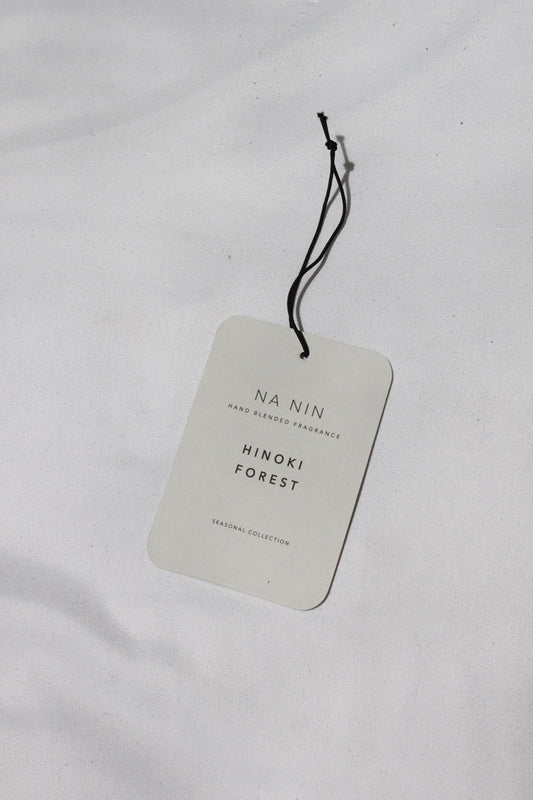 NA NIN
HAND BLENDED FRAGRANCE
HINOKI
FOREST
SEASONAL COLLECTION